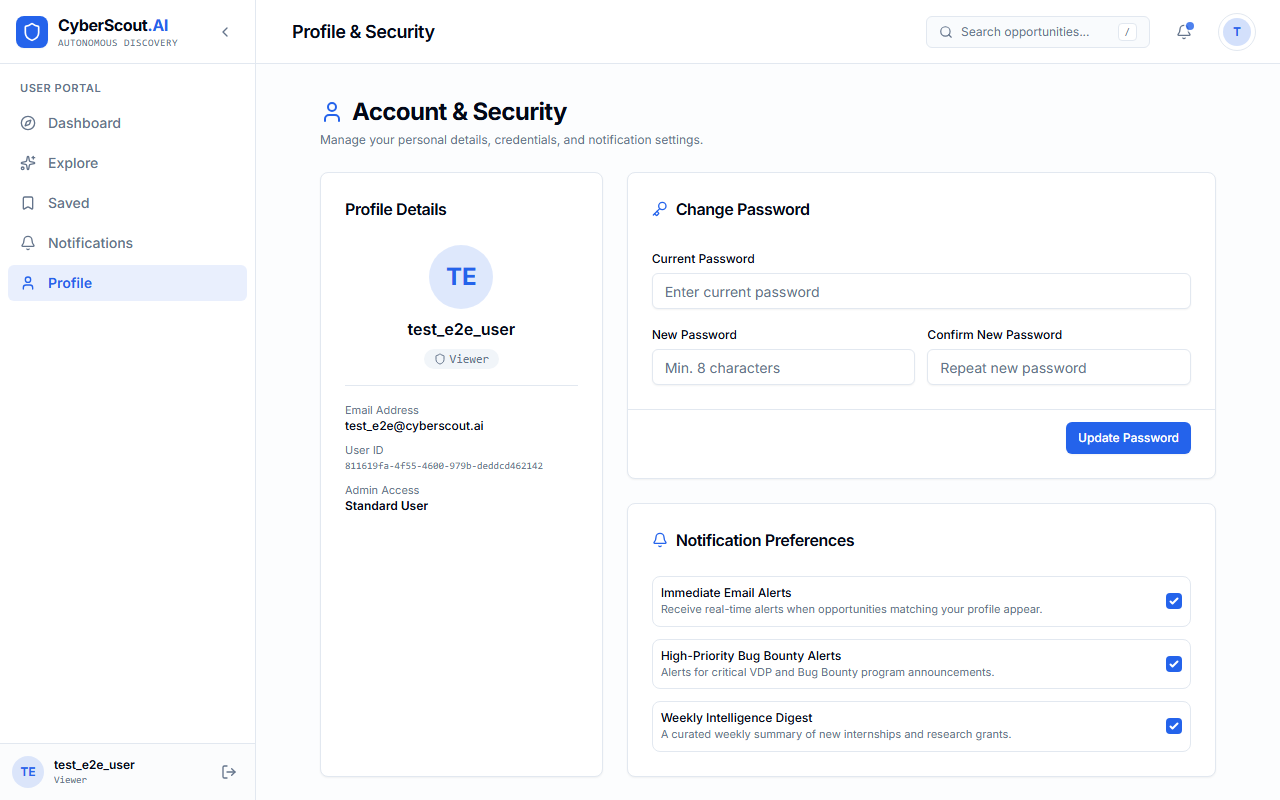 CyberScout.AI
AUTONOMOUS DISCOVERY
USER PORTAL
Dashboard
Explore
Saved
Notifications
Profile
TE
test_e2e_user
Viewer
Profile & Security
Search opportunities...
/
T
Account & Security
Manage your personal details, credentials, and notification settings.
Profile Details
TE
test_e2e_user
Viewer
Email Address
test_e2e@cyberscout.ai
User ID
811619fa-4f55-4600-979b-deddcd462142
Admin Access
Standard User
Change Password
Current Password
Enter current password
New Password
Confirm New Password
Min. 8 characters
Repeat new password
Update Password
Notification Preferences
Immediate Email Alerts
Receive real-time alerts when opportunities matching your profile appear.
High-Priority Bug Bounty Alerts
Alerts for critical VDP and Bug Bounty program announcements.
Weekly Intelligence Digest
A curated weekly summary of new internships and research grants.